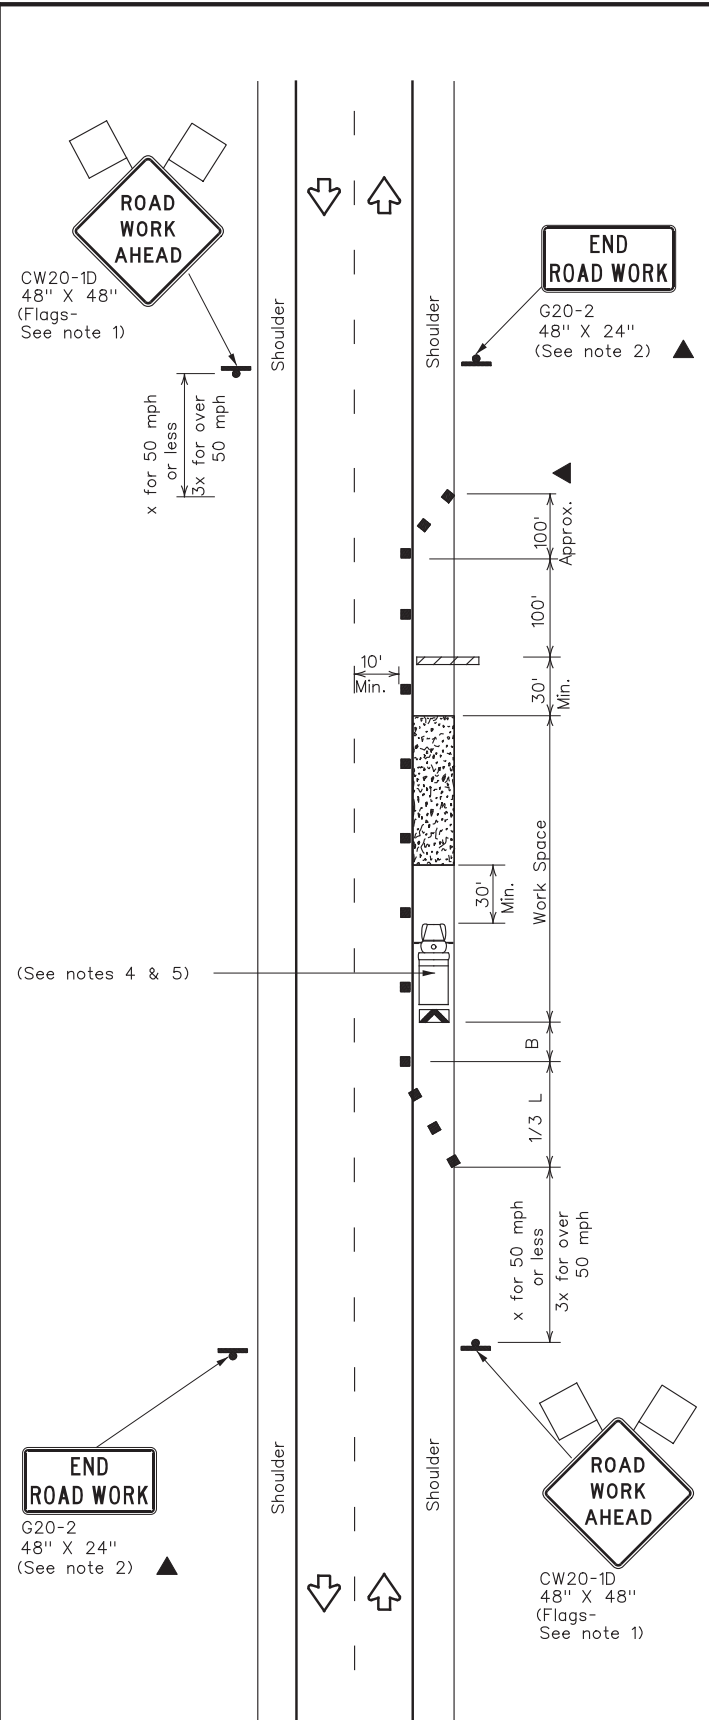 ROAD
WORK
AHEAD
CW20-1D
48" X 48"
(Flags-
See note 1)
END
ROAD WORK
G20-2
48" X 24"
(See note 2)
Shoulder
Shoulder
x for 50 mph
or less
3x for over
50 mph
100'
Approx.
100'
10'
Min.
30'
Min.
Work Space
30'
Min.
(See notes 4 & 5)
B
1/3 L
x for 50 mph
or less
3x for over
50 mph
END
ROAD WORK
G20-2
48" X 24"
(See note 2)
Shoulder
Shoulder
ROAD
WORK
AHEAD
CW20-1D
48" X 48"
(Flags-
See note 1)